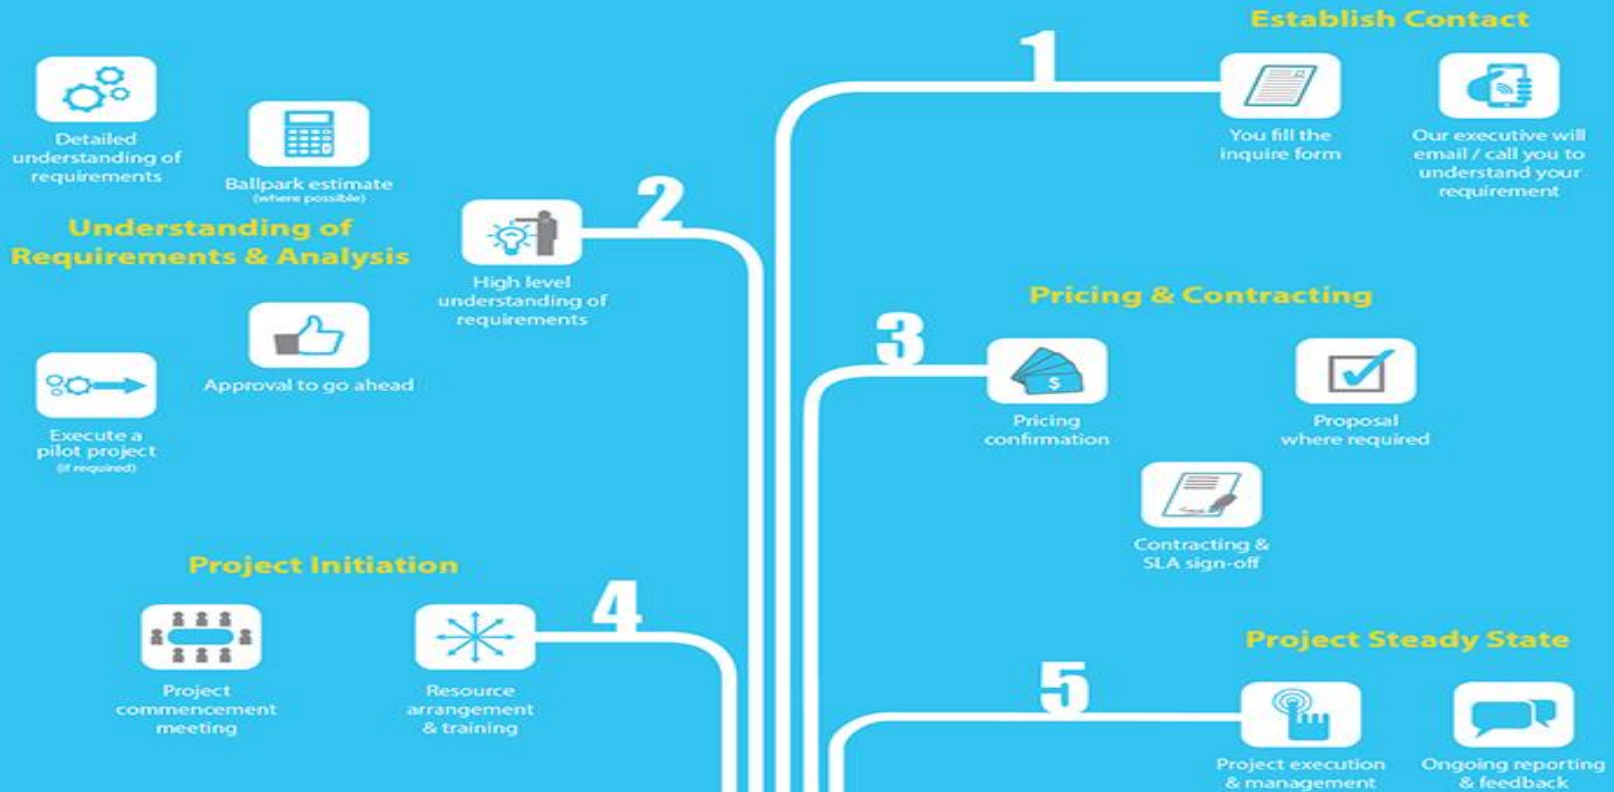 1
Establish Contact
You fill the
inquire form
Our executive will
email / call you to
understand your
requirement
2
Understanding of
Requirements & Analysis
High level
understanding of
requirements
Ballpark estimate
(where possible)
Detailed
understanding of
requirements
Approval to go ahead
Execute a
pilot project
(if required)
3
Pricing & Contracting
$
Pricing
confirmation
Proposal
where required
Contracting &
SLA sign-off
4
Project Initiation
Project
commencement
meeting
Resource
arrangement
& training
5
Project Steady State
Project execution
& management
Ongoing reporting
& feedback